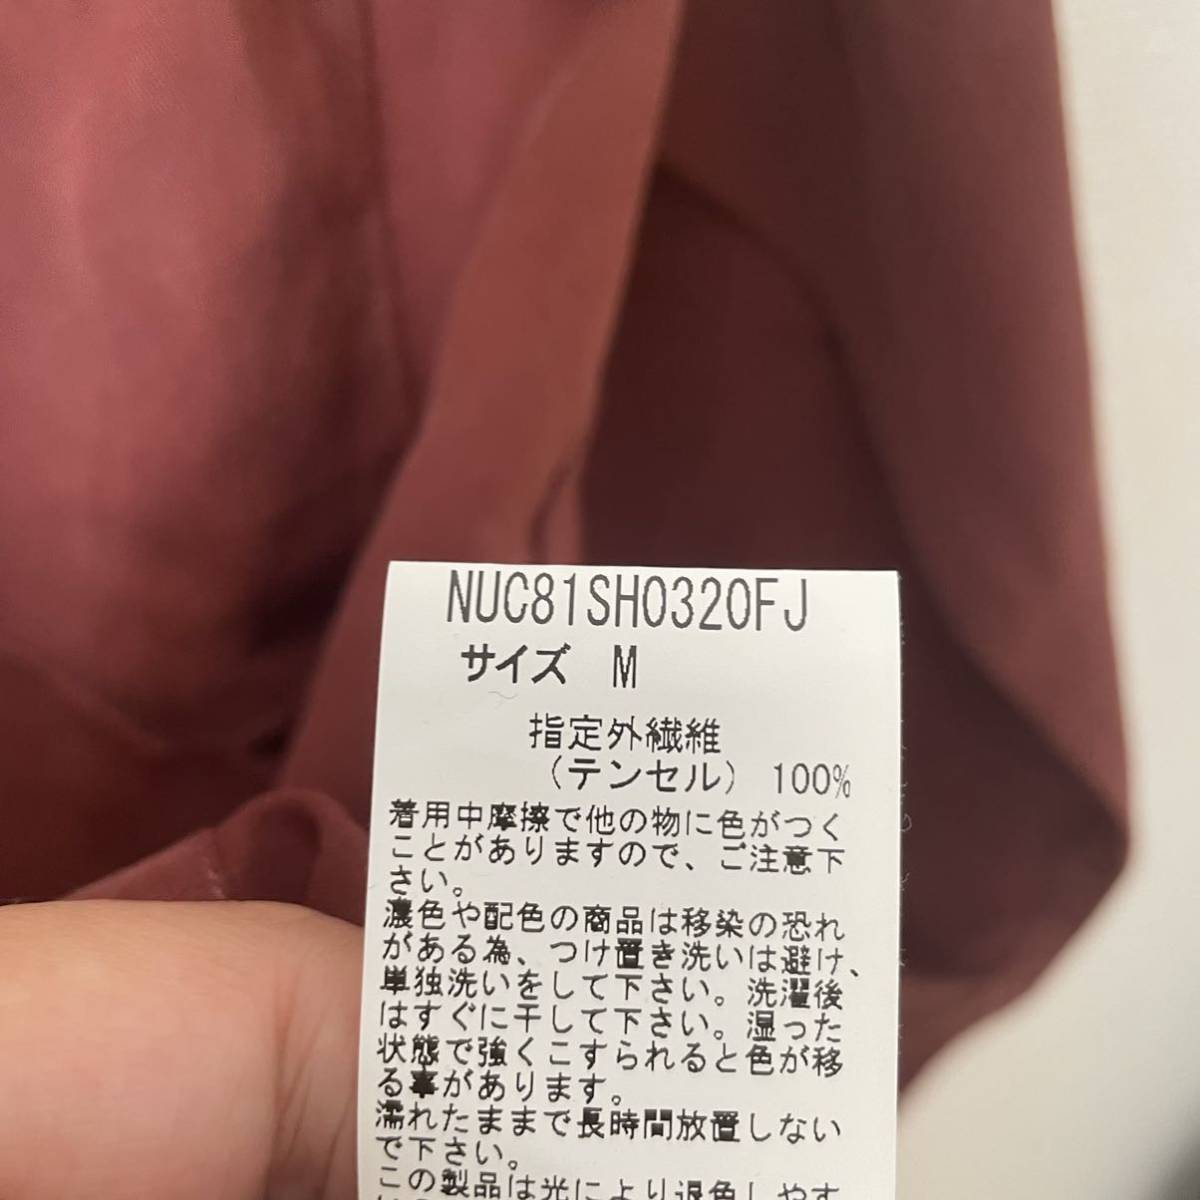 NUC81SH0320FJ
サイズ M
指定外繊維
（テンセル） 100%
着用中摩擦で他の物に色がつく
ことがありますので、ご注意下
さい。
濃色や配色の商品は移染の恐れ
がある為、つけ置き洗いは避け、
単独洗いをして下さい。洗濯後
はすぐに干して下さい。湿った
状態で強くこすられると色が移
る事があります。
濡れたままで長時間放置しない
で下さい。
この製品は光により退色しやす